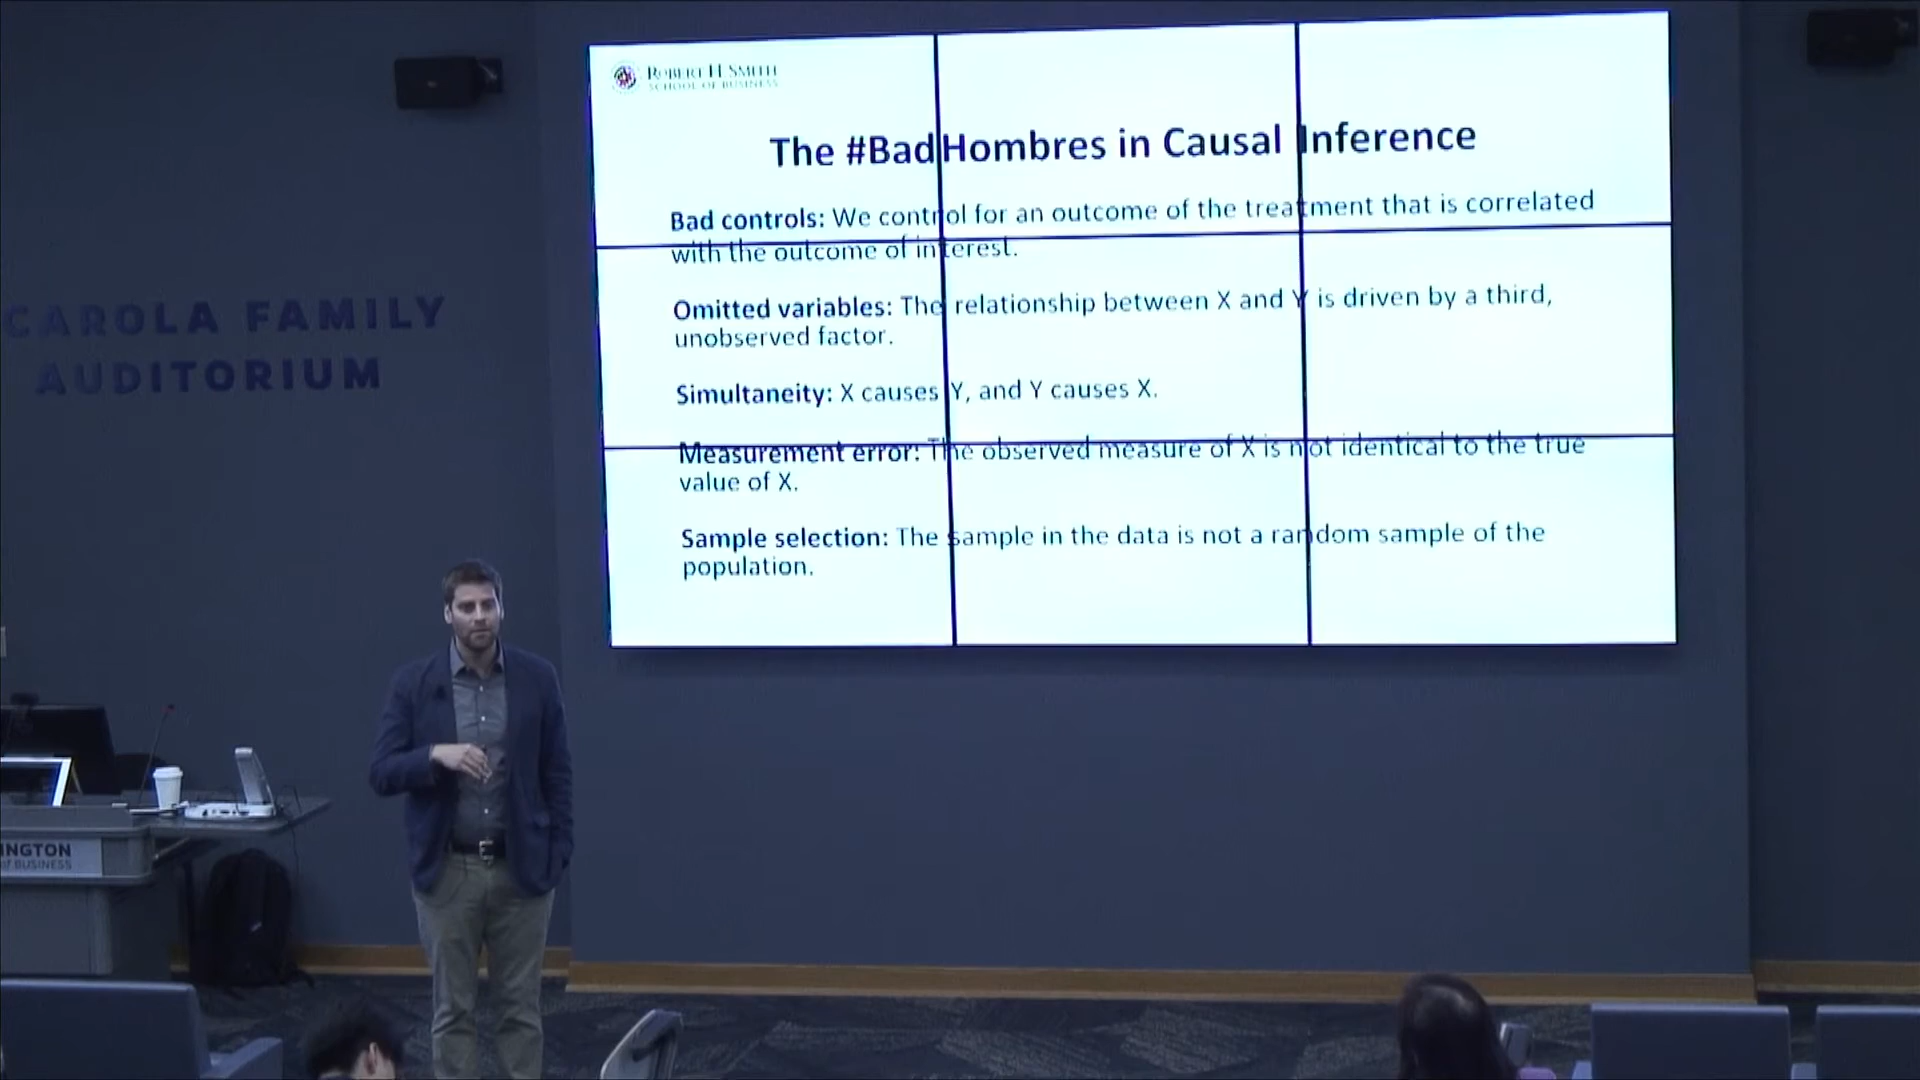 ROBERT H. SMITH
SCHOOL OF BUSINESS
The #BadHombres in Causal Inference
Bad controls: We control for an outcome of the treatment that is correlated
with the outcome of interest.
Omitted variables: The relationship between X and Y is driven by a third,
unobserved factor.
Simultaneity: X causes Y, and Y causes X.
Measurement error: The observed measure of X is not identical to the true
value of X.
Sample selection: The sample in the data is not a random sample of the
population.
CAROLA FAMILY
AUDITORIUM
INGTON
of BUSINESS